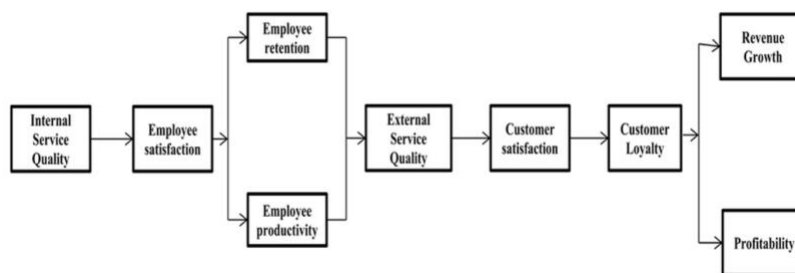 Internal
Service
Quality
Employee
satisfaction
Employee
retention
Employee
productivity
External
Service
Quality
Customer
satisfaction
Customer
Loyalty
Revenue
Growth
Profitability